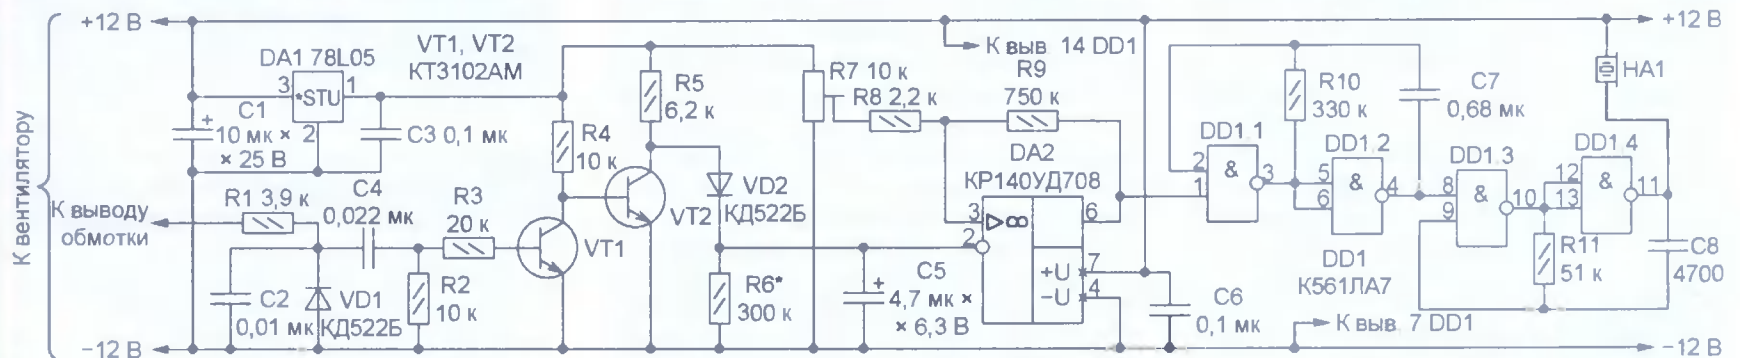 К вентилятору
+12 В
DA1 78L05
3
*STU
1
2
C1
10 мк ×
× 25 В
C3 0,1 мк
VT1, VT2
КТ3102АМ
R4
10 к
R5
6,2 к
К выводу
обмотки
R1 3,9 к
C4
0,022 мк
R3
20 к
VT1
VT2
VD2
КД522Б
C2
0,01 мк
VD1
КД522Б
R2
10 к
R6*
300 к
C5
+
4,7 мк ×
× 6,3 В
−12 В
К выв. 14 DD1
R7 10 к
R8 2,2 к
R9
750 к
DA2
КР140УД708
3
2
▷∞
6
+U
7
−U
4
C6
0,1 мк
DD1.1
2
1
&
3
R10
330 к
C7
0,68 мк
DD1.2
5
6
&
4
DD1
К561ЛА7
DD1.3
8
9
&
10
DD1.4
12
13
&
11
R11
51 к
C8
4700
HA1
+12 В
К выв. 7 DD1
−12 В